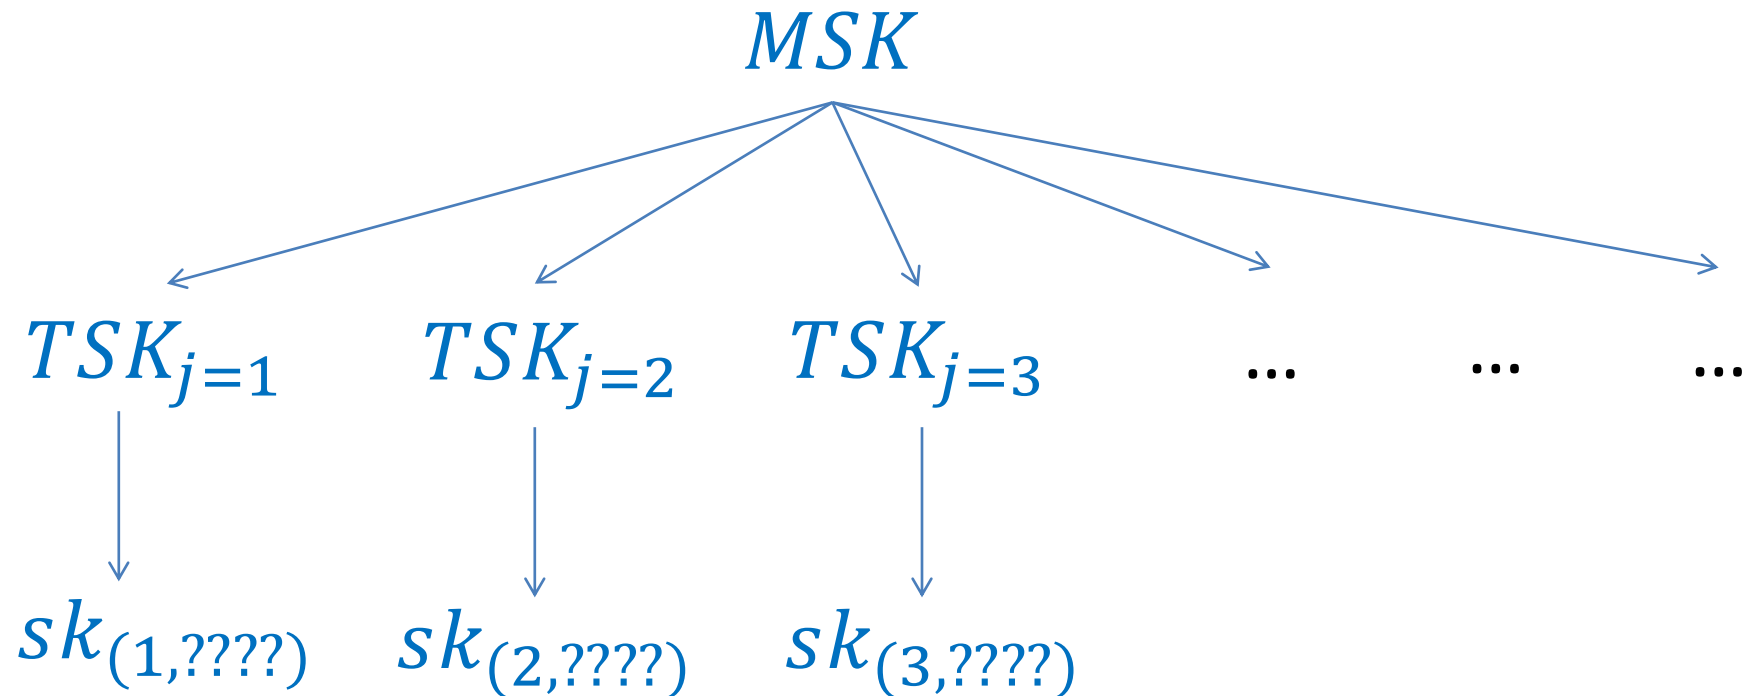 MSK
TSK_{j=1} TSK_{j=2} TSK_{j=3} ... ... ...
sk_{(1,????)} sk_{(2,????)} sk_{(3,????)}